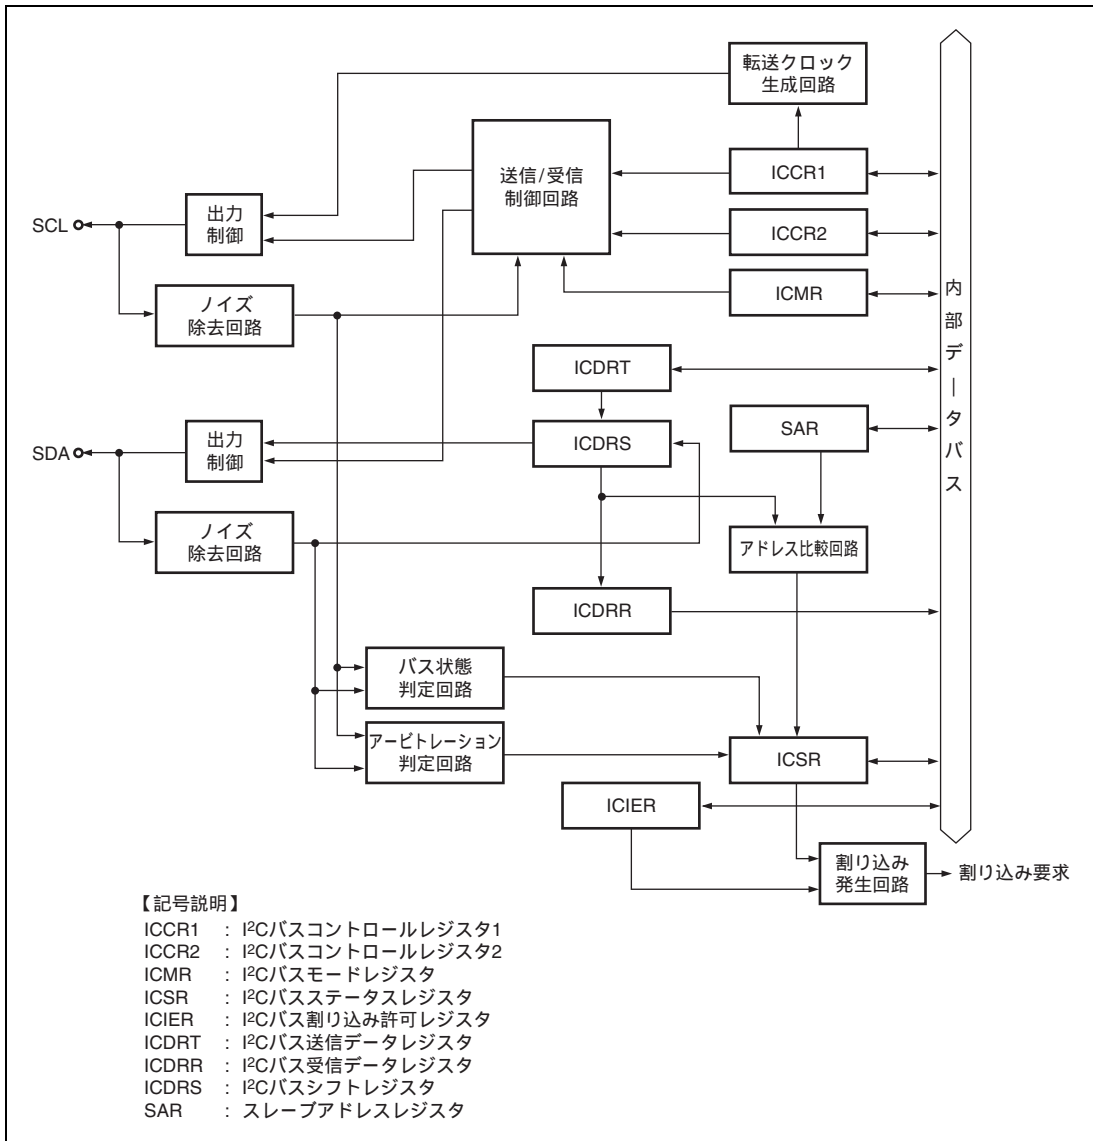 転送クロック
生成回路
送信/受信
制御回路
ICCR1
出力
制御
SCL
ICCR2
ICMR
ノイズ
除去回路
内部データバス
ICDRT
出力
制御
SDA
ICDRS
SAR
ノイズ
除去回路
アドレス比較回路
ICDRR
バス状態
判定回路
アービトレーション
判定回路
ICSR
ICIER
割り込み
発生回路
割り込み要求
【記号説明】
ICCR1 : I²Cバスコントロールレジスタ1
ICCR2 : I²Cバスコントロールレジスタ2
ICMR : I²Cバスモードレジスタ
ICSR : I²Cバスステータスレジスタ
ICIER : I²Cバス割り込み許可レジスタ
ICDRT : I²Cバス送信データレジスタ
ICDRR : I²Cバス受信データレジスタ
ICDRS : I²Cバスシフトレジスタ
SAR : スレーブアドレスレジスタ